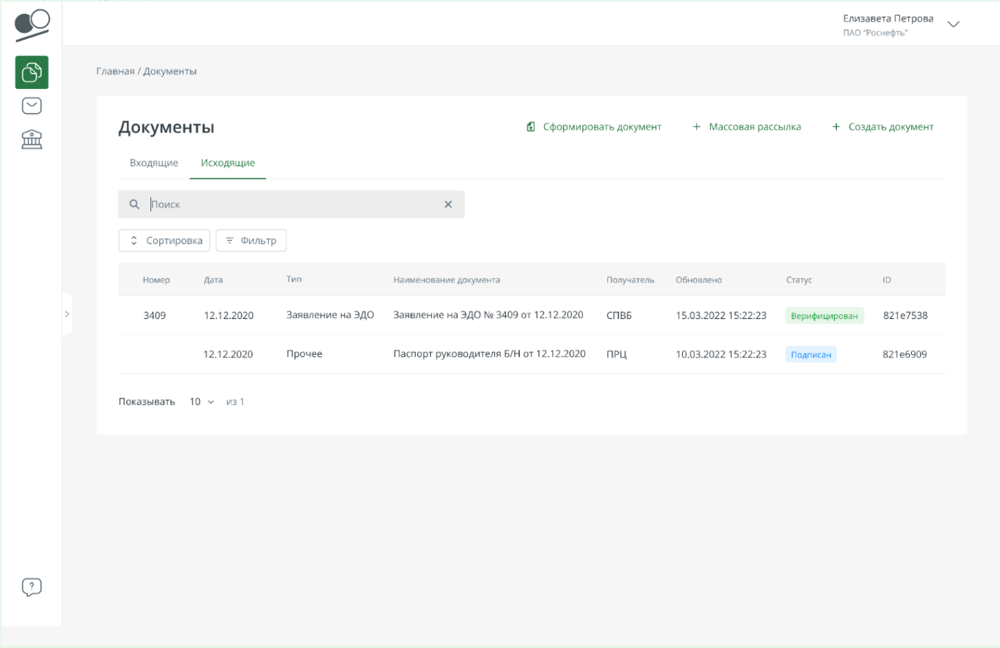 Елизавета Петрова
ПАО “Роснефть”
Главная / Документы
Документы
Сформировать документ + Массовая рассылка + Создать документ
Входящие Исходящие
Поиск
Сортировка Фильтр
Номер Дата Тип Наименование документа Получатель Обновлено Статус ID
3409 12.12.2020 Заявление на ЭДО Заявление на ЭДО № 3409 от 12.12.2020 СПВБ 15.03.2022 15:22:23 Верифицирован 821e7538
12.12.2020 Прочее Паспорт руководителя Б/Н от 12.12.2020 ПРЦ 10.03.2022 15:22:23 Подписан 821e6909
Показывать 10 из 1